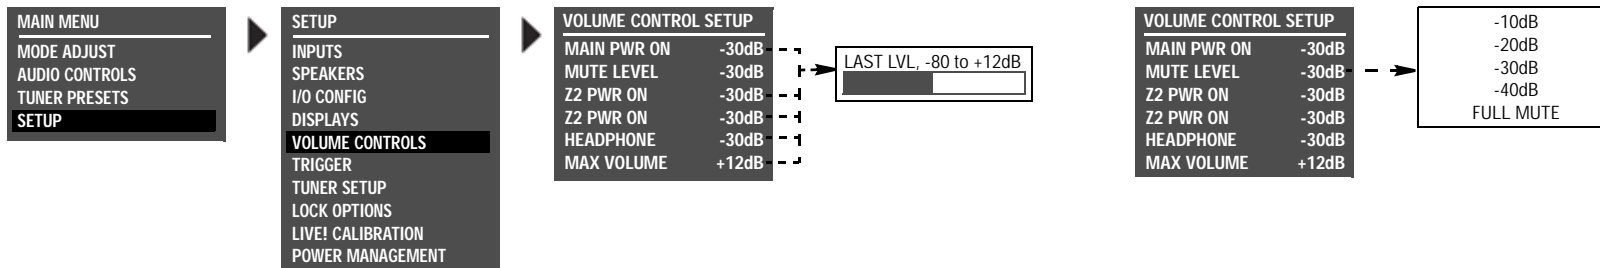 MAIN MENU
MODE ADJUST
AUDIO CONTROLS
TUNER PRESETS
SETUP
SETUP
INPUTS
SPEAKERS
I/O CONFIG
DISPLAYS
VOLUME CONTROLS
TRIGGER
TUNER SETUP
LOCK OPTIONS
LIVE! CALIBRATION
POWER MANAGEMENT
VOLUME CONTROL SETUP
MAIN PWR ON -30dB
MUTE LEVEL -30dB
Z2 PWR ON -30dB
Z2 PWR ON -30dB
HEADPHONE -30dB
MAX VOLUME +12dB
LAST LVL, -80 to +12dB
VOLUME CONTROL SETUP
MAIN PWR ON -30dB
MUTE LEVEL -30dB
Z2 PWR ON -30dB
Z2 PWR ON -30dB
HEADPHONE -30dB
MAX VOLUME +12dB
-10dB
-20dB
-30dB
-40dB
FULL MUTE